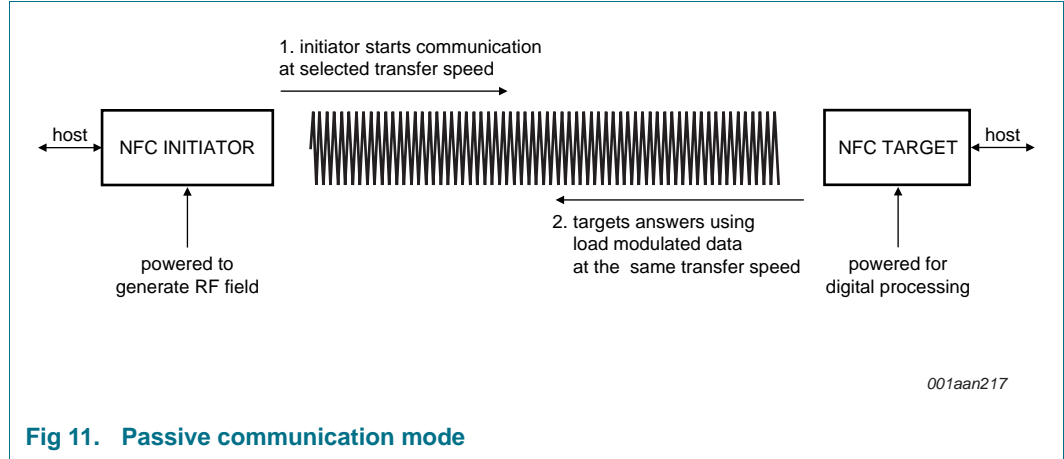 1. initiator starts communication
at selected transfer speed
host
NFC INITIATOR
NFC TARGET
host
2. targets answers using
load modulated data
at the same transfer speed
powered to
generate RF field
powered for
digital processing
001aan217
Fig 11. Passive communication mode